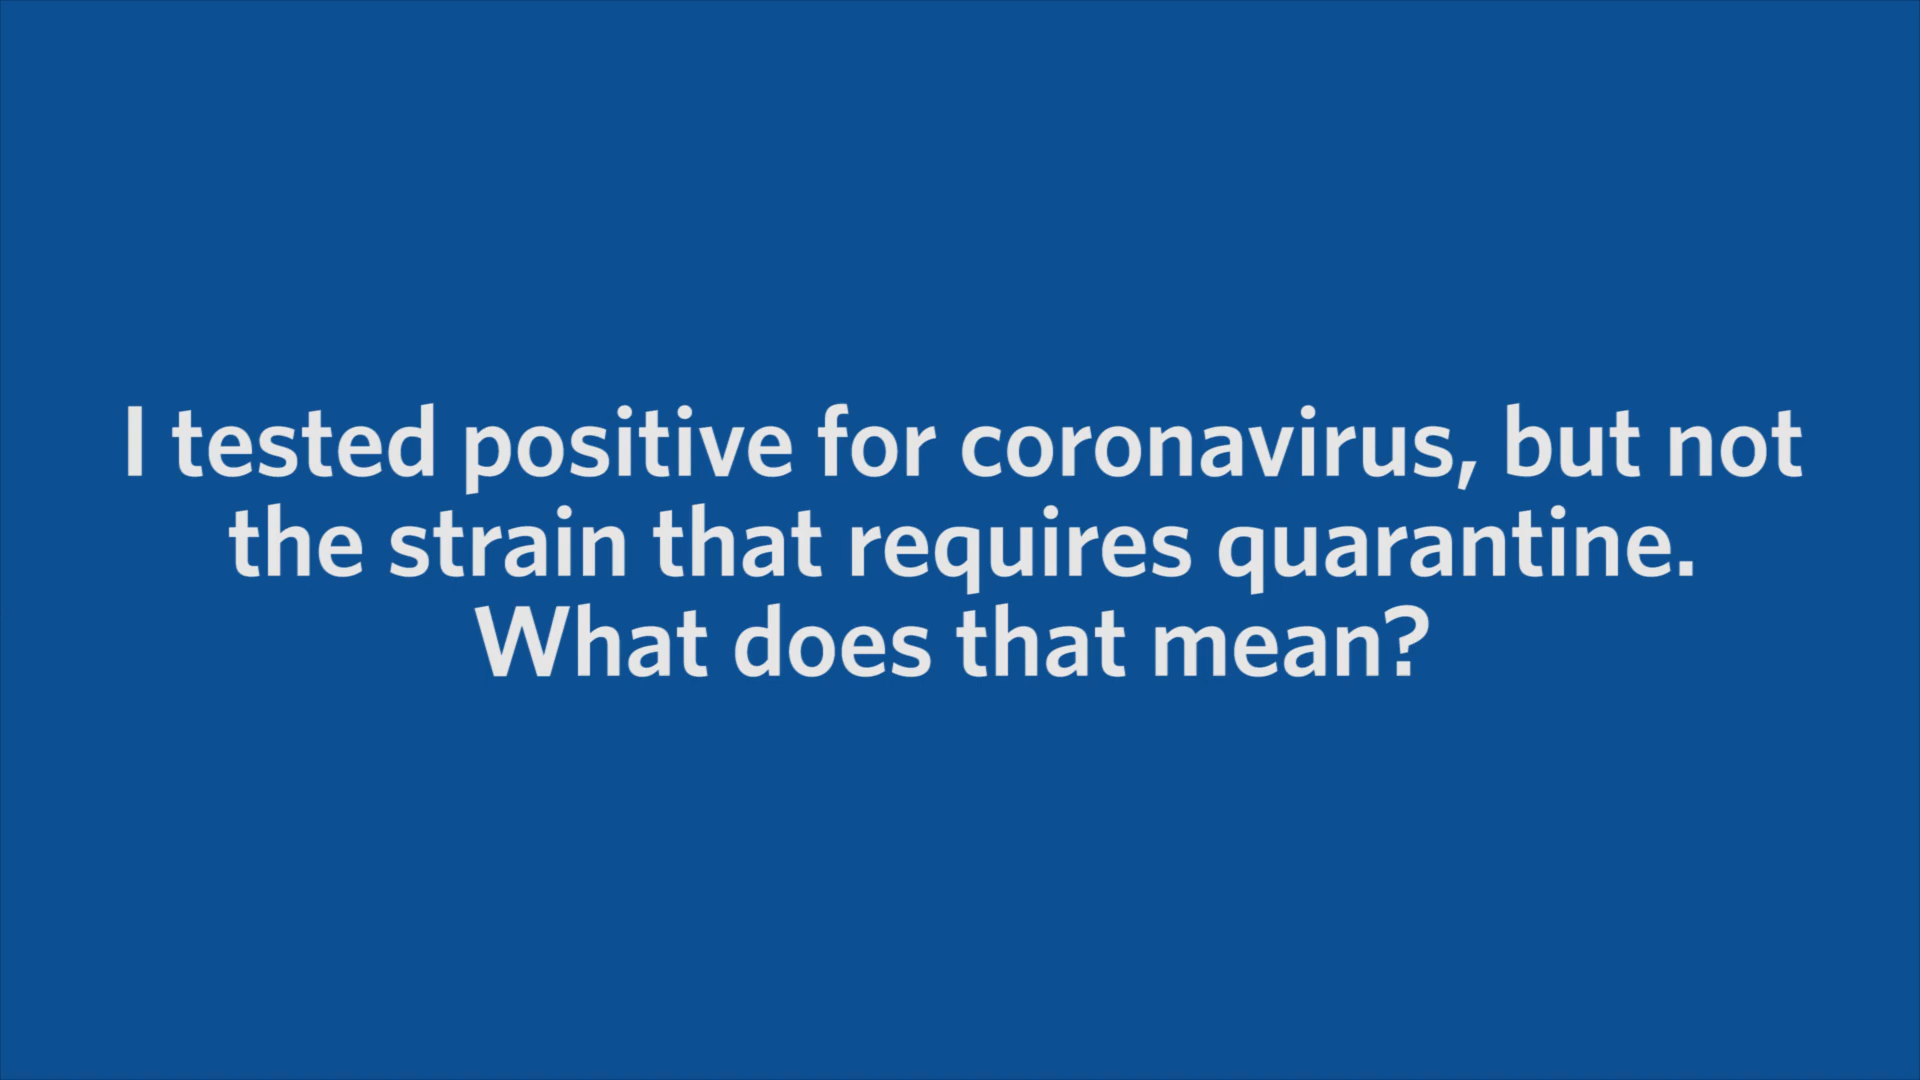 I tested positive for coronavirus, but not
the strain that requires quarantine.
What does that mean?